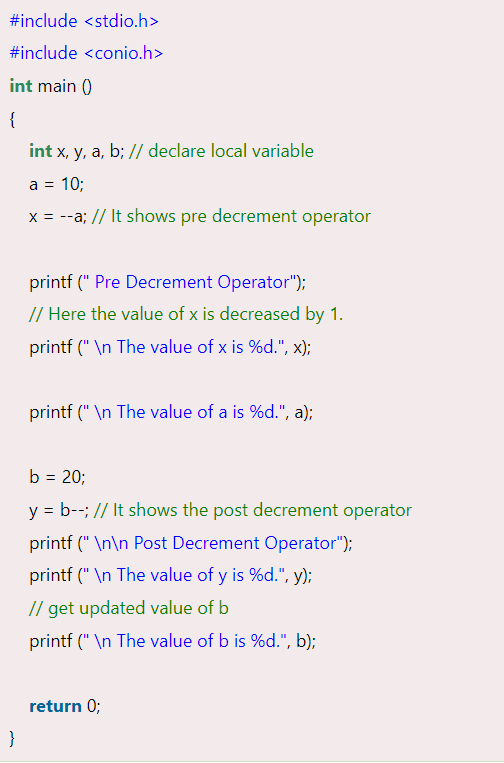 #include <stdio.h>
#include <conio.h>
int main ()
{
int x, y, a, b; // declare local variable
a = 10;
x = --a; // It shows pre decrement operator
printf (" Pre Decrement Operator");
// Here the value of x is decreased by 1.
printf (" \n The value of x is %d.", x);
printf (" \n The value of a is %d.", a);
b = 20;
y = b--; // It shows the post decrement operator
printf (" \n\n Post Decrement Operator");
printf (" \n The value of y is %d.", y);
// get updated value of b
printf (" \n The value of b is %d.", b);
return 0;
}